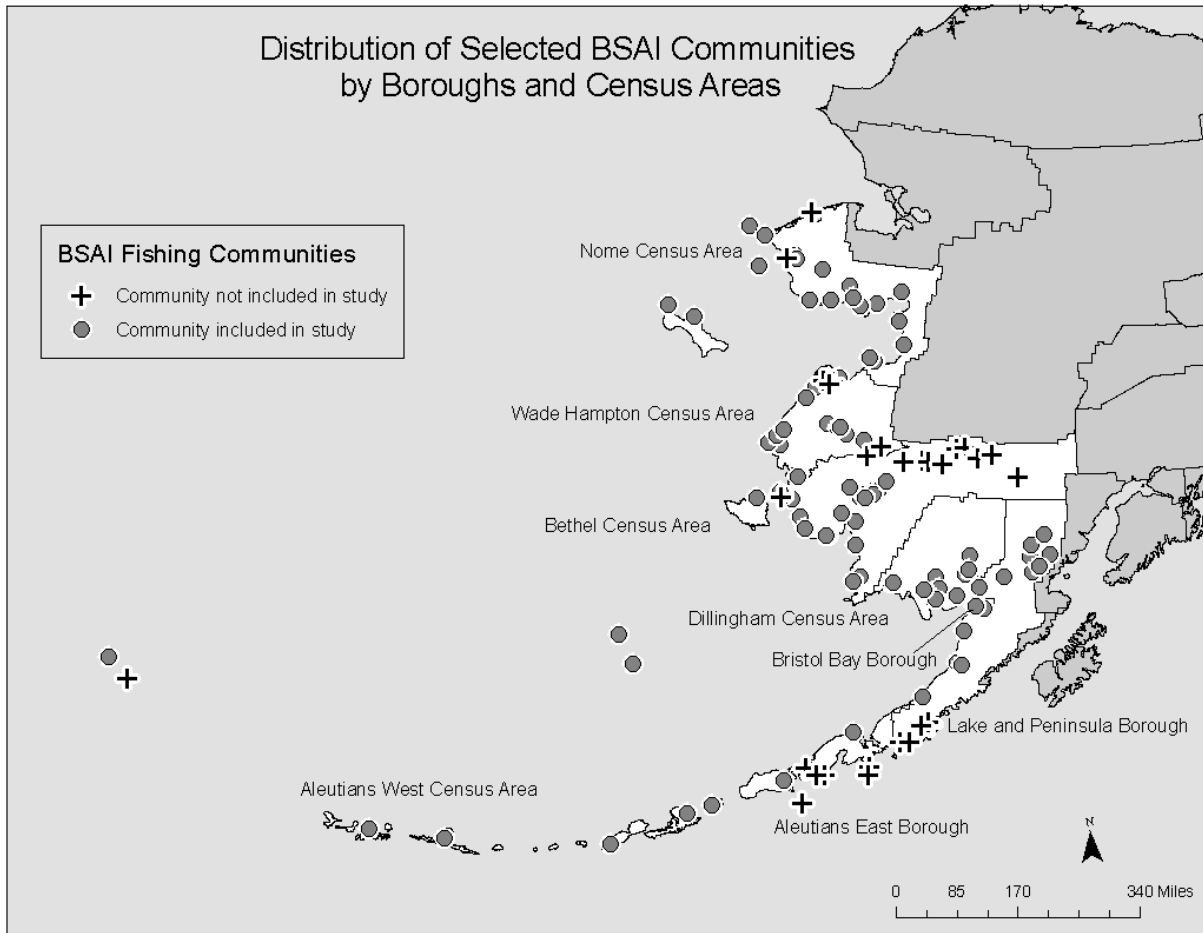 Distribution of Selected BSAI Communities
by Boroughs and Census Areas
BSAI Fishing Communities
Community not included in study
Community included in study
Nome Census Area
Wade Hampton Census Area
Bethel Census Area
Dillingham Census Area
Bristol Bay Borough
Lake and Peninsula Borough
Aleutians West Census Area
Aleutians East Borough
N
0 85 170 340 Miles